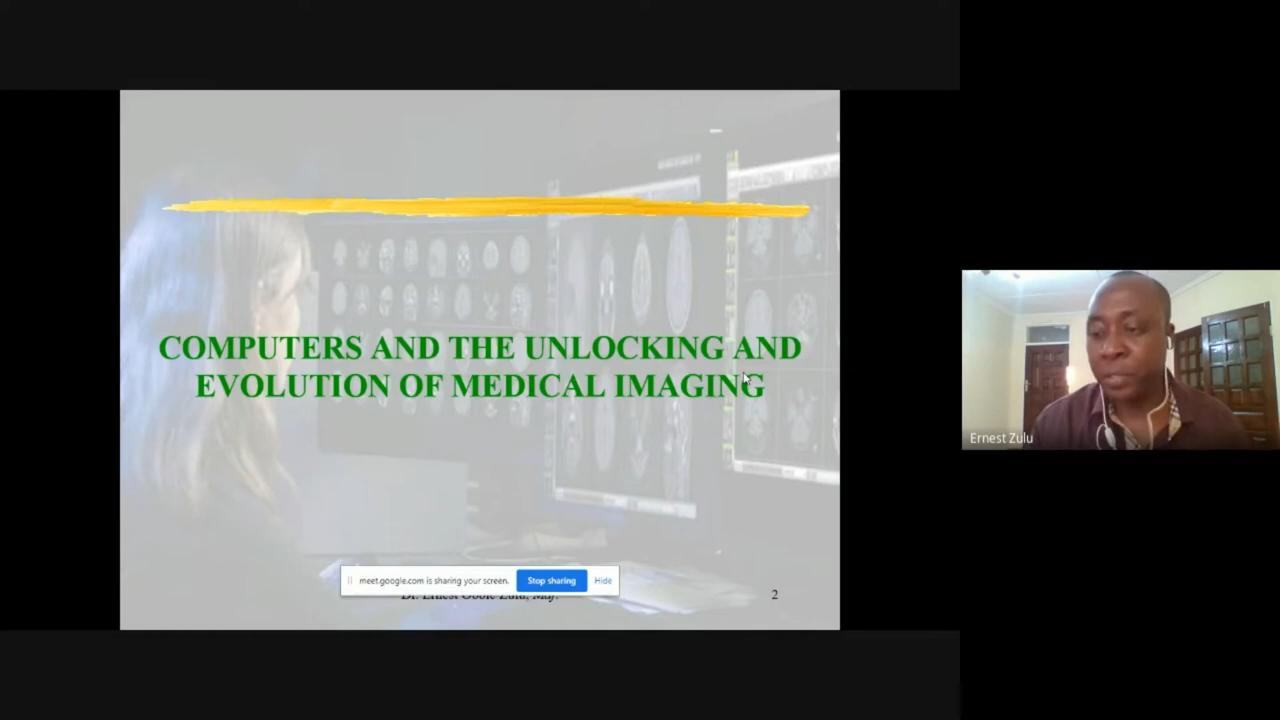 COMPUTERS AND THE UNLOCKING AND
EVOLUTION OF MEDICAL IMAGING
meet.google.com is sharing your screen.
Stop sharing
Hide
Dr. Ernest Zulu, Maj.
2
Ernest Zulu